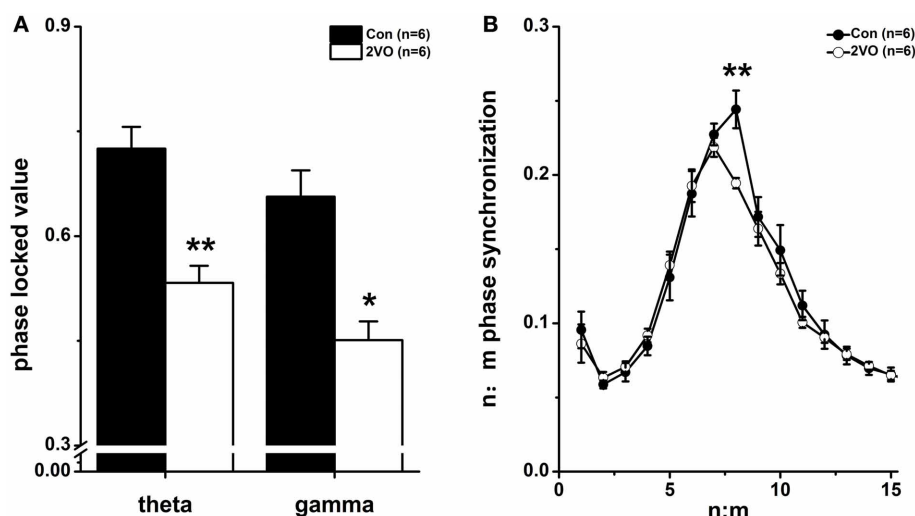 A
phase locked value
0.9
0.6
0.3
0.00
Con (n=6)
2VO (n=6)
**
*
theta
gamma
B
n: m phase synchronization
0.3
0.2
0.1
0.0
Con (n=6)
2VO (n=6)
**
0
5
10
15
n:m